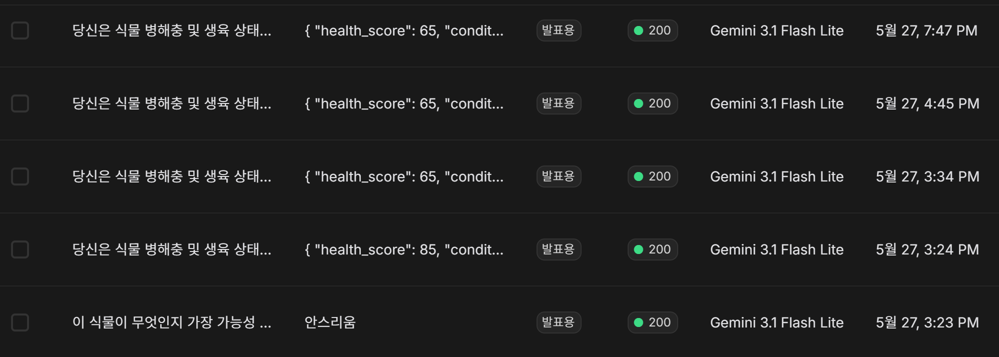 당신은 식물 병해충 및 생육 상태... { "health_score": 65, "condit... 발표용 200 Gemini 3.1 Flash Lite 5월 27, 7:47 PM
당신은 식물 병해충 및 생육 상태... { "health_score": 65, "condit... 발표용 200 Gemini 3.1 Flash Lite 5월 27, 4:45 PM
당신은 식물 병해충 및 생육 상태... { "health_score": 65, "condit... 발표용 200 Gemini 3.1 Flash Lite 5월 27, 3:34 PM
당신은 식물 병해충 및 생육 상태... { "health_score": 85, "condit... 발표용 200 Gemini 3.1 Flash Lite 5월 27, 3:24 PM
이 식물이 무엇인지 가장 가능성 ... 안스리움 발표용 200 Gemini 3.1 Flash Lite 5월 27, 3:23 PM